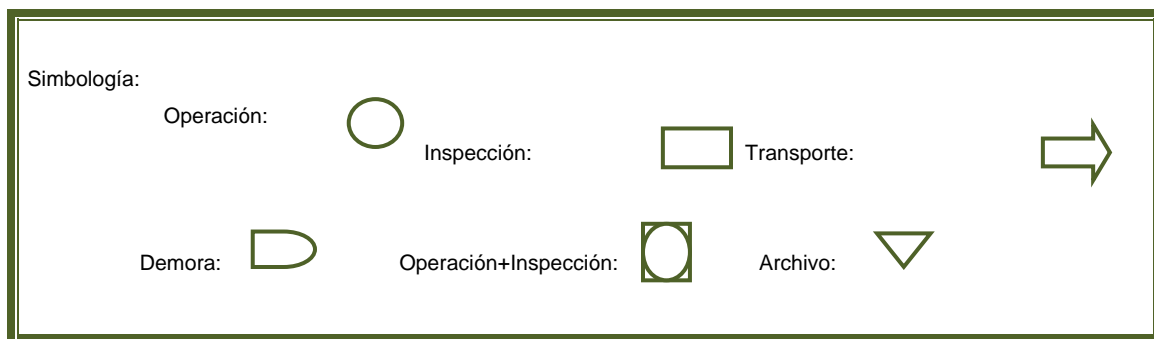 Simbología:
Operación:
Inspección:
Transporte:
Demora:
Operación+Inspección:
Archivo: